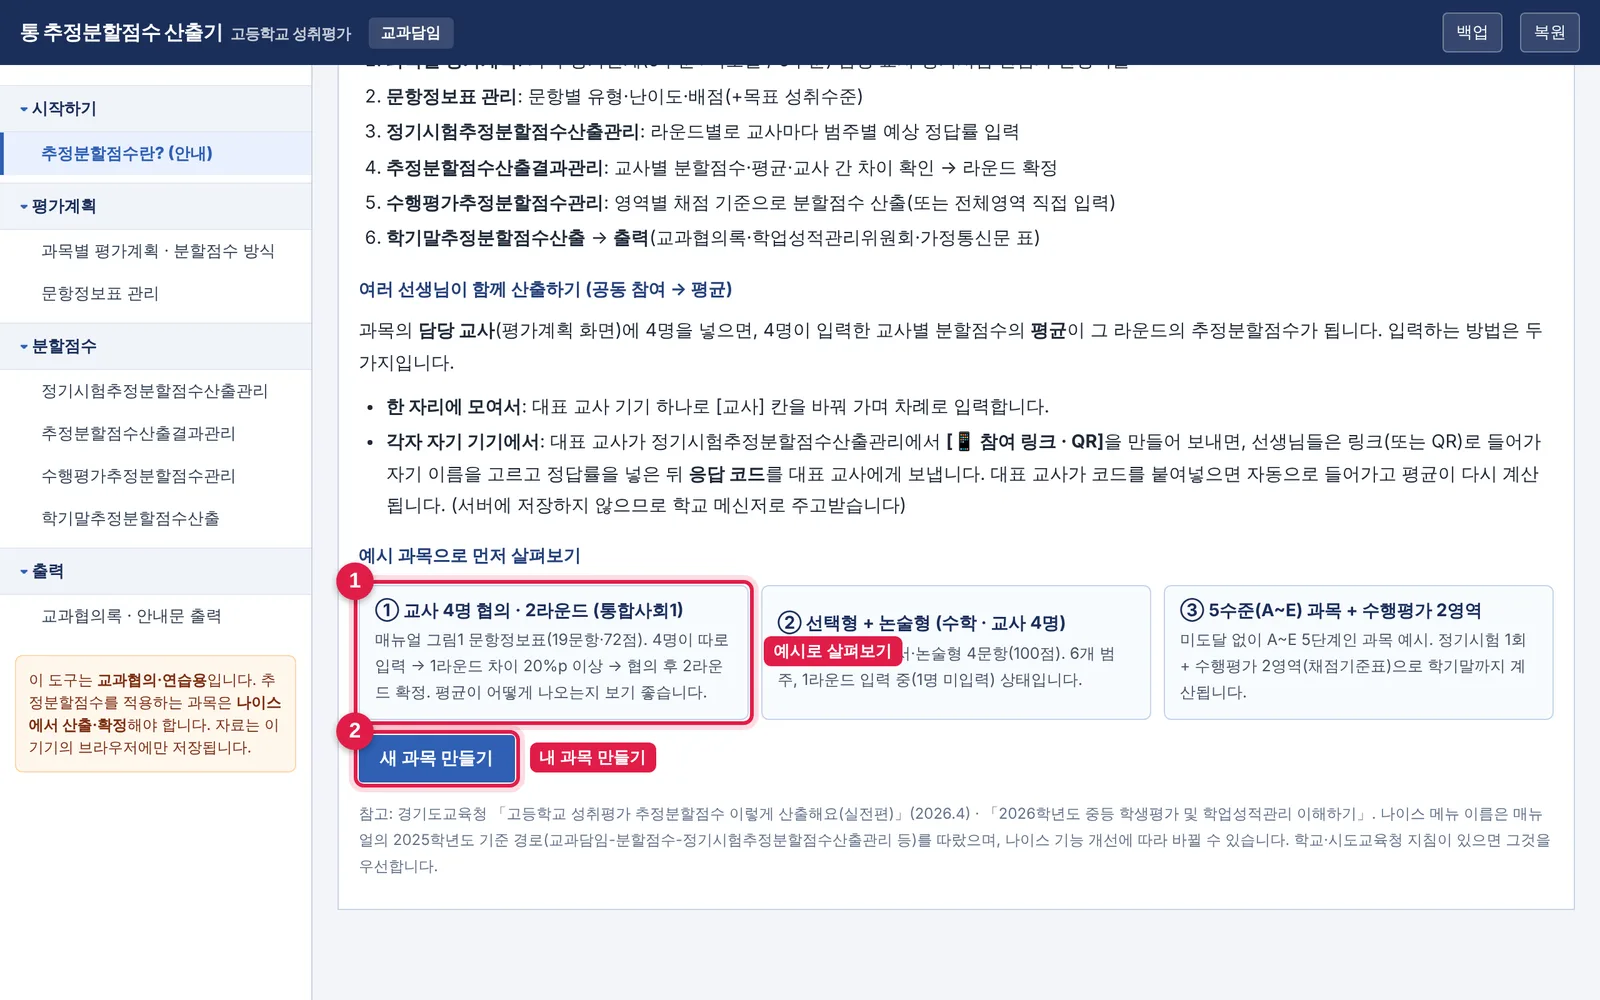 통 추정분할점수 산출기 고등학교 성취평가 교과담임
백업 복원
시작하기
추정분할점수란? (안내)
평가계획
과목별 평가계획 · 분할점수 방식
문항정보표 관리
분할점수
정기시험추정분할점수산출관리
추정분할점수산출결과관리
수행평가추정분할점수관리
학기말추정분할점수산출
출력
교과협의록 · 안내문 출력
이 도구는 교과협의·연습용입니다. 추
정분할점수를 적용하는 과목은 나이스
에서 산출·확정해야 합니다. 자료는 이
기기의 브라우저에만 저장됩니다.
2. 문항정보표 관리: 문항별 유형·난이도·배점(+목표 성취수준)
3. 정기시험추정분할점수산출관리: 라운드별로 교사마다 범주별 예상 정답률 입력
4. 추정분할점수산출결과관리: 교사별 분할점수·평균·교사 간 차이 확인 → 라운드 확정
5. 수행평가추정분할점수관리: 영역별 채점 기준으로 분할점수 산출(또는 전체영역 직접 입력)
6. 학기말추정분할점수산출 → 출력(교과협의록·학업성적관리위원회·가정통신문 표)
여러 선생님이 함께 산출하기 (공동 참여 → 평균)
과목의 담당 교사(평가계획 화면)에 4명을 넣으면, 4명이 입력한 교사별 분할점수의 평균이 그 라운드의 추정분할점수가 됩니다. 입력하는 방법은 두
가지입니다.
• 한 자리에 모여서: 대표 교사 기기 하나로 [교사] 칸을 바꿔 가며 차례로 입력합니다.
• 각자 자기 기기에서: 대표 교사가 정기시험추정분할점수산출관리에서 [📱 참여 링크 · QR]을 만들어 보내면, 선생님들은 링크(또는 QR)로 들어가
자기 이름을 고르고 정답률을 넣은 뒤 응답 코드를 대표 교사에게 보냅니다. 대표 교사가 코드를 붙여넣으면 자동으로 들어가고 평균이 다시 계산
됩니다. (서버에 저장하지 않으므로 학교 메신저로 주고받습니다)
예시 과목으로 먼저 살펴보기
1
① 교사 4명 협의 · 2라운드 (통합사회1)
매뉴얼 그림1 문항정보표(19문항·72점). 4명이 따로
입력 → 1라운드 차이 20%p 이상 → 협의 후 2라운
드 확정. 평균이 어떻게 나오는지 보기 좋습니다.
② 선택형 + 논술형 (수학 · 교사 4명)
예시로 살펴보기
·논술형 4문항(100점). 6개 범
주, 1라운드 입력 중(1명 미입력) 상태입니다.
③ 5수준(A~E) 과목 + 수행평가 2영역
미도달 없이 A~E 5단계인 과목 예시. 정기시험 1회
+ 수행평가 2영역(채점기준표)으로 학기말까지 계
산됩니다.
2
새 과목 만들기
내 과목 만들기
참고: 경기도교육청 「고등학교 성취평가 추정분할점수 이렇게 산출해요(실전편)」(2026.4) · 「2026학년도 중등 학생평가 및 학업성적관리 이해하기」. 나이스 메뉴 이름은 매뉴
얼의 2025학년도 기준 경로(교과담임-분할점수-정기시험추정분할점수산출관리 등)를 따랐으며, 나이스 기능 개선에 따라 바뀔 수 있습니다. 학교·시도교육청 지침이 있으면 그것을
우선합니다.